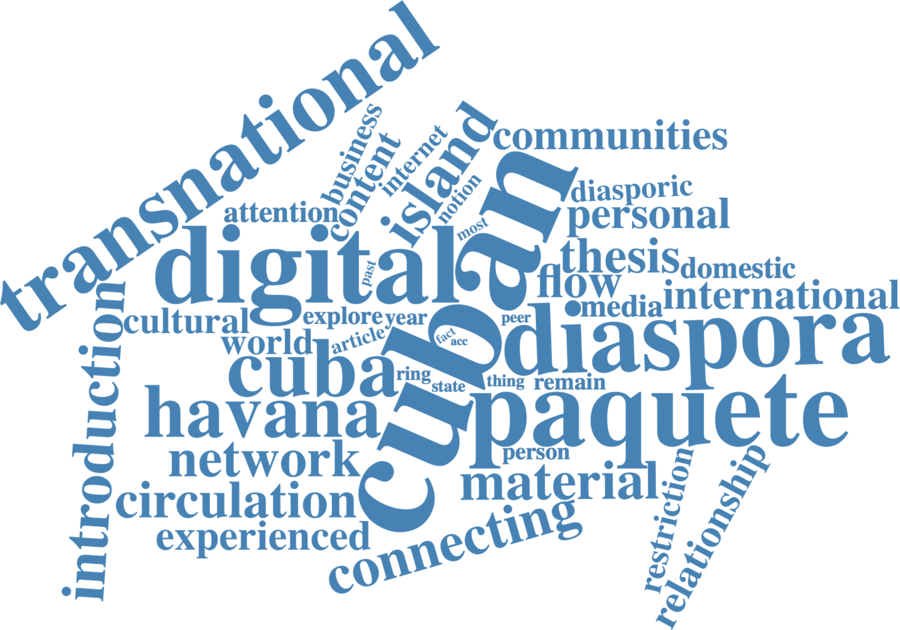 transnational
business
content
internet
island
notion
communities
attention
most
cuban
diasporic
personal
digital
past
thesis
domestic
flow
international
introduction
cultural
explore
year
peer
media
diaspora
world
article
fact
acc
cuba
ring
state
thing
remain
havana
paquete
network
person
circulation
material
restriction
relationship
experienced
connecting